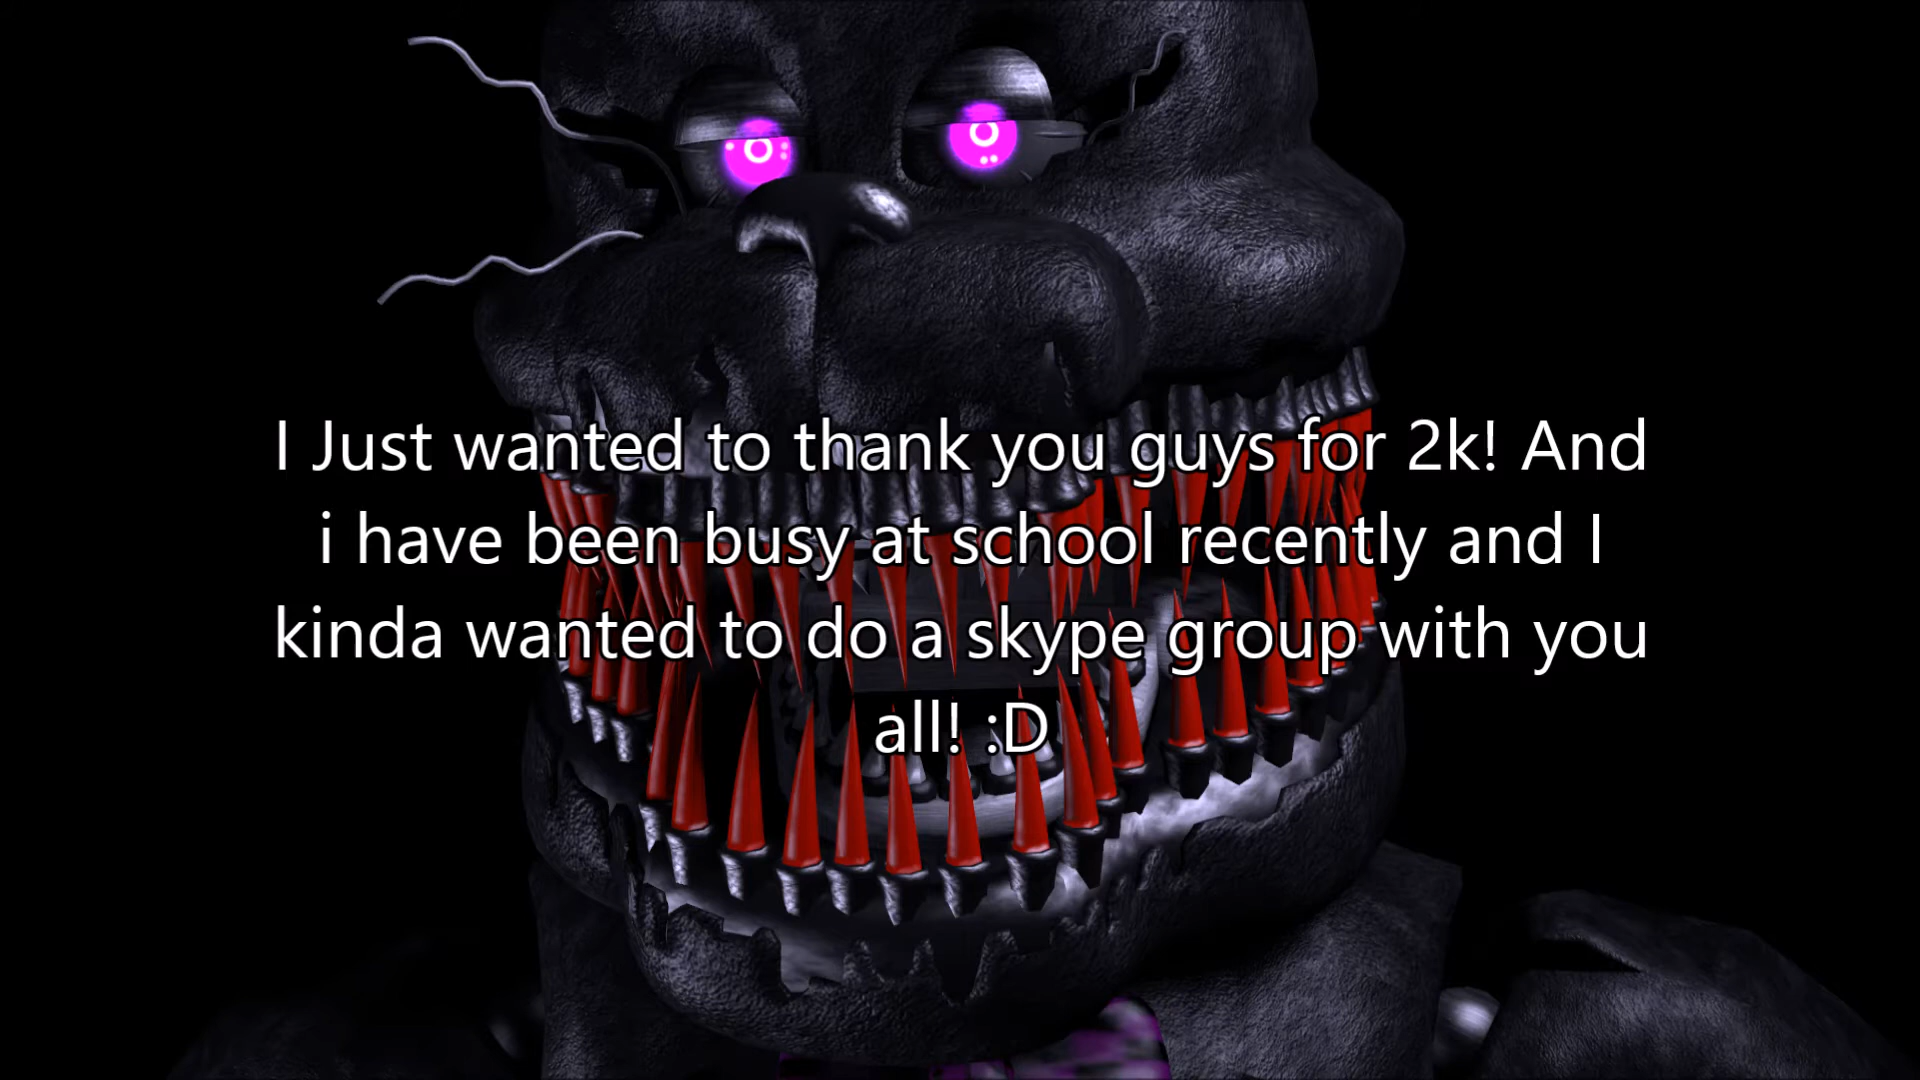 I Just wanted to thank you guys for 2k! And
i have been busy at school recently and I
kinda wanted to do a skype group with you
all! :D